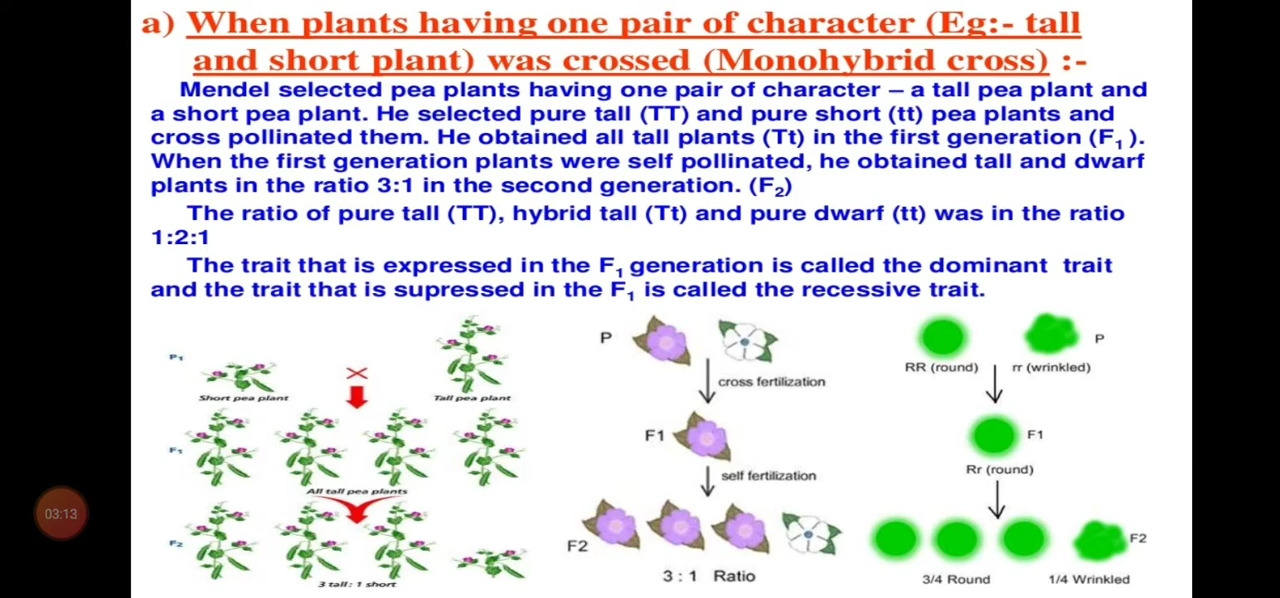 a) When plants having one pair of character (Eg:- tall
and short plant) was crossed (Monohybrid cross) :-
Mendel selected pea plants having one pair of character – a tall pea plant and
a short pea plant. He selected pure tall (TT) and pure short (tt) pea plants and
cross pollinated them. He obtained all tall plants (Tt) in the first generation (F₁ ).
When the first generation plants were self pollinated, he obtained tall and dwarf
plants in the ratio 3:1 in the second generation. (F₂)
The ratio of pure tall (TT), hybrid tall (Tt) and pure dwarf (tt) was in the ratio
1:2:1
The trait that is expressed in the F₁ generation is called the dominant trait
and the trait that is supressed in the F₁ is called the recessive trait.
P₁
Short pea plant
Tall pea plant
F₁
All tall pea plants
F₂
3 tall: 1 short
P
cross fertilization
F1
self fertilization
F2
3 : 1 Ratio
P
RR (round)
rr (wrinkled)
F1
Rr (round)
F2
3/4 Round
1/4 Wrinkled
03:13